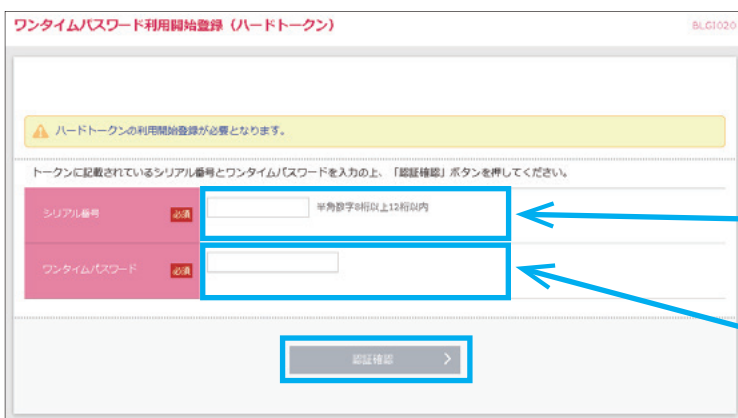 ワンタイムパスワード利用開始登録（ハードトークン）
BLGI020
ハードトークンの利用開始登録が必要となります。
トークンに記載されているシリアル番号とワンタイムパスワードを入力の上、「認証確認」ボタンを押してください。
シリアル番号 必須 半角数字8桁以上12桁以内
ワンタイムパスワード 必須
認証確認